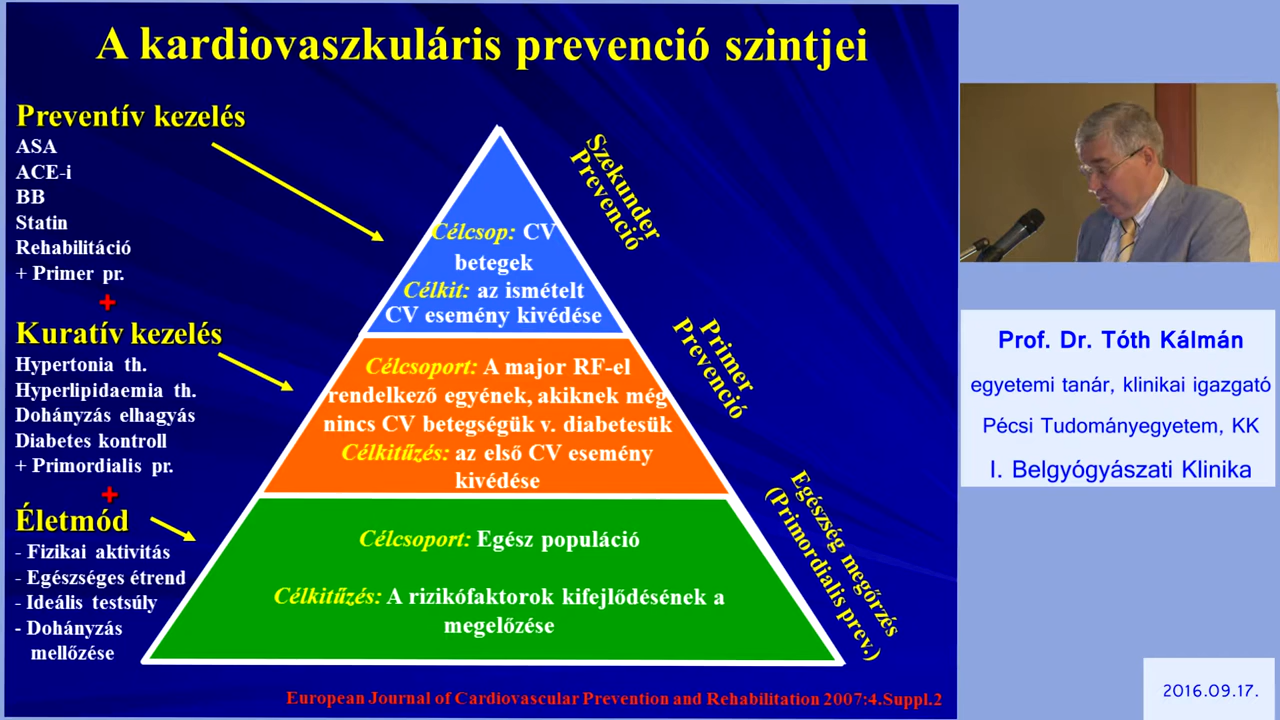 A kardiovaszkuláris prevenció szintjei
Preventív kezelés
ASA
ACE-i
BB
Statin
Rehabilitáció
+ Primer pr.
+
Kuratív kezelés
Hypertonia th.
Hyperlipidaemia th.
Dohányzás elhagyás
Diabetes kontroll
+ Primordialis pr.
+
Életmód
- Fizikai aktivitás
- Egészséges étrend
- Ideális testsúly
- Dohányzás
mellőzése
Célcsop: CV
betegek
Célkit: az ismételt
CV esemény kivédése
Szekunder
Prevenció
Célcsoport: A major RF-el
rendelkező egyének, akiknek még
nincs CV betegségük v. diabetesük
Célkitűzés: az első CV esemény
kivédése
Primer
Prevenció
Célcsoport: Egész populáció
Célkitűzés: A rizikófaktorok kifejlődésének a
megelőzése
Egészség megőrzés
(Primordialis prev.)
European Journal of Cardiovascular Prevention and Rehabilitation 2007:4.Suppl.2
Prof. Dr. Tóth Kálmán
egyetemi tanár, klinikai igazgató
Pécsi Tudományegyetem, KK
I. Belgyógyászati Klinika
2016.09.17.